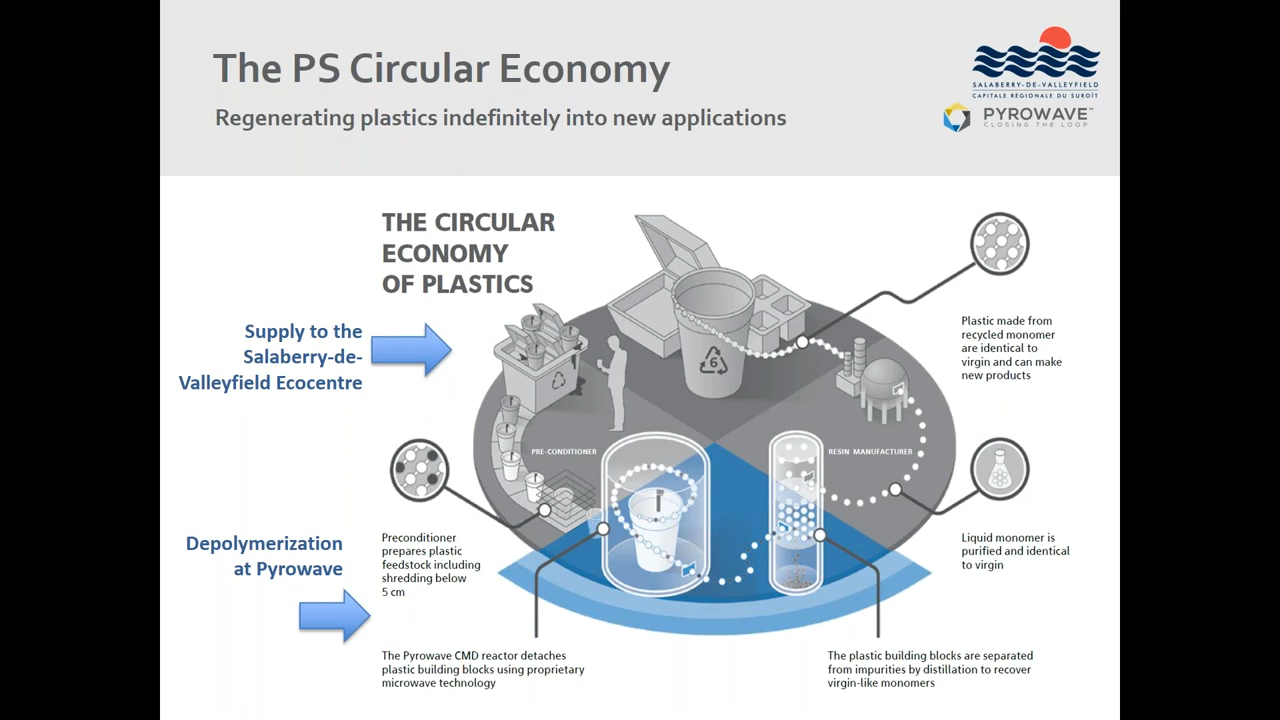 The PS Circular Economy
Regenerating plastics indefinitely into new applications
SALABERRY-DE-VALLEYFIELD
CAPITALE RÉGIONALE DU SUROÎT
PYROWAVE™
CLOSING THE LOOP
THE CIRCULAR
ECONOMY
OF PLASTICS
Supply to the
Salaberry-de-
Valleyfield Ecocentre
6
Plastic made from
recycled monomer
are identical to
virgin and can make
new products
PRE-CONDITIONER
RESIN MANUFACTURER
Depolymerization
at Pyrowave
Preconditioner
prepares plastic
feedstock including
shredding below
5 cm
Liquid monomer is
purified and identical
to virgin
The Pyrowave CMD reactor detaches
plastic building blocks using proprietary
microwave technology
The plastic building blocks are separated
from impurities by distillation to recover
virgin-like monomers